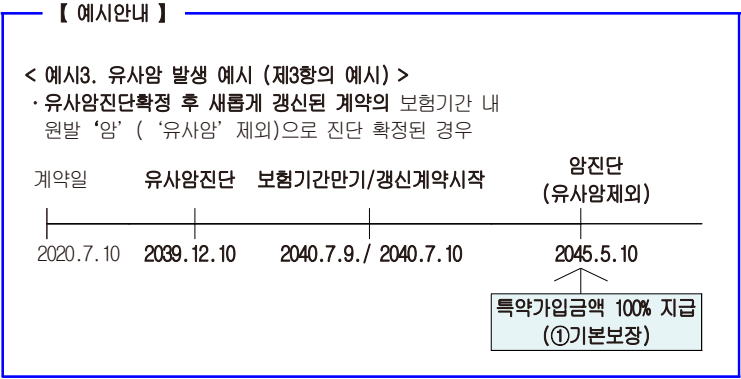 【 예시안내 】
< 예시3. 유사암 발생 예시 (제3항의 예시) >
· 유사암진단확정 후 새롭게 갱신된 계약의 보험기간 내
원발 ‘암’ ( ‘유사암’ 제외)으로 진단 확정된 경우
계약일 유사암진단 보험기간만기/갱신계약시작 암진단
(유사암제외)
2020.7.10 2039.12.10 2040.7.9./ 2040.7.10 2045.5.10
특약가입금액 100% 지급
(①기본보장)